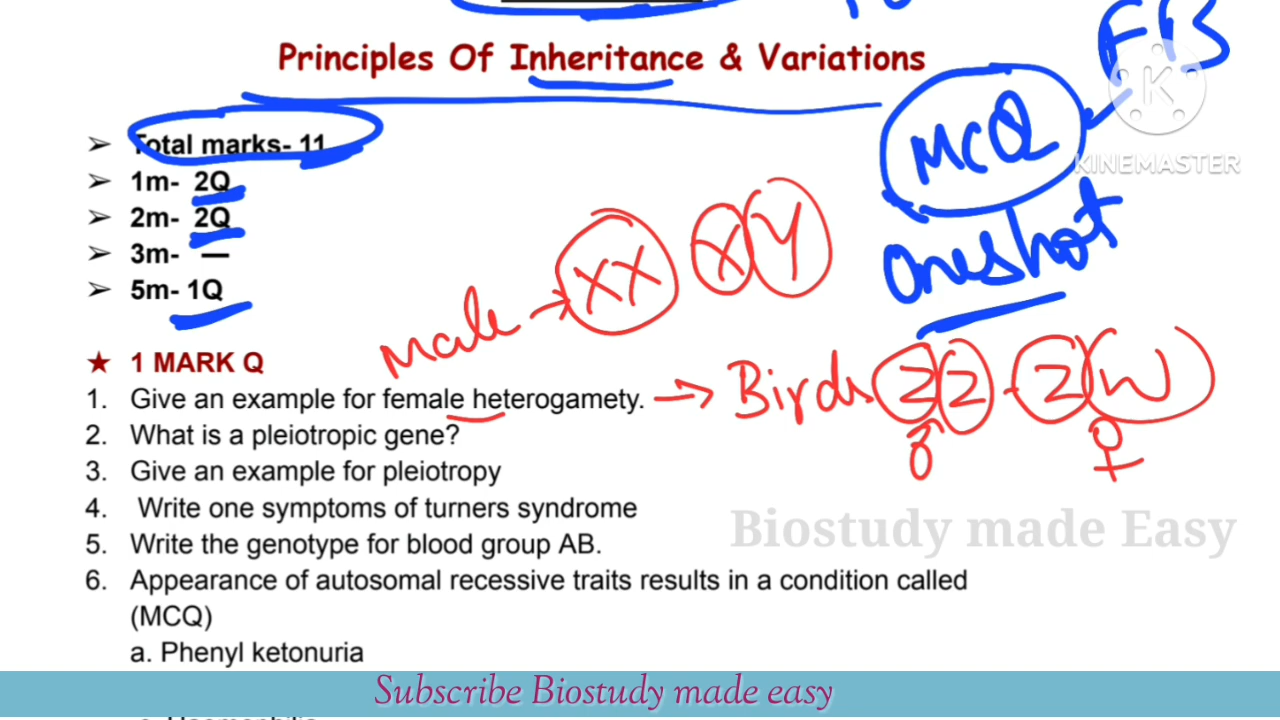 FIB
Principles Of Inheritance & Variations
MCQ
KINEMASTER
➢ Total marks- 11
➢ 1m- 2Q
➢ 2m- 2Q
➢ 3m- —
➢ 5m- 1Q
oneshot
male → XX XY
★ 1 MARK Q
1. Give an example for female heterogamety. → Birds ZZ - ZW
♂ ♀
2. What is a pleiotropic gene?
3. Give an example for pleiotropy
4. Write one symptoms of turners syndrome
Biostudy made Easy
5. Write the genotype for blood group AB.
6. Appearance of autosomal recessive traits results in a condition called
(MCQ)
a. Phenyl ketonuria
Subscribe Biostudy made easy